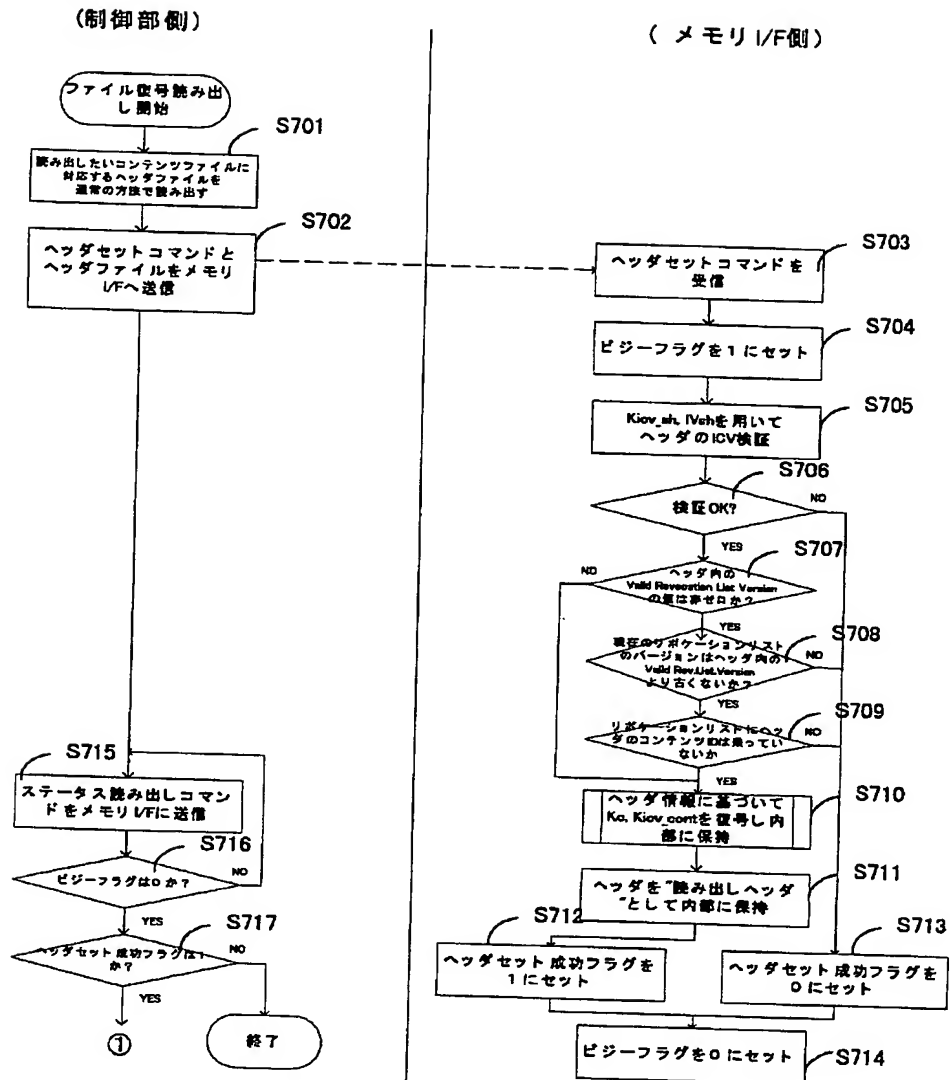 (制御部側)
ファイル復号読み出
し開始
S701
読み出したいコンテンツファイルに
対応するヘッダファイルを
通常の方法で読み出す
S702
ヘッダセットコマンドと
ヘッダファイルをメモリ
I/Fへ送信
S715
ステータス読み出しコマン
ドをメモリI/Fに送信
S716
ビジーフラグは0か?
NO
YES
S717
ヘッダセット成功フラグは1
か?
NO
YES
①
終了
(メモリI/F側)
S703
ヘッダセットコマンドを
受信
S704
ビジーフラグを1にセット
S705
Kicv_sh, IVshを用いて
ヘッダのICV検証
S706
検証OK?
NO
YES
S707
ヘッダ内の
Valid Revocation List Version
の値は非ゼロか?
NO
YES
S708
現在のリボケーションリスト
のバージョンはヘッダ内の
Valid Rev.List.Version
より古くないか?
NO
YES
S709
リボケーションリストにヘッ
ダのコンテンツIDは乗ってい
ないか
NO
YES
S710
ヘッダ情報に基づいて
Kc, Kicv_contを復号し内
部に保持
S711
ヘッダを"読み出しヘッダ
"として内部に保持
S712
ヘッダセット成功フラグを
1にセット
S713
ヘッダセット成功フラグを
0にセット
ビジーフラグを0にセット
S714